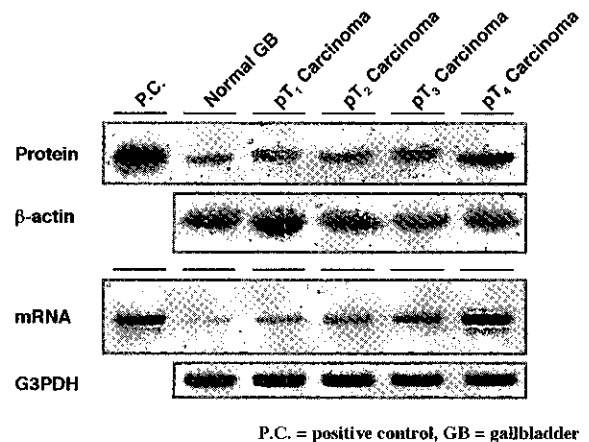 P.C.
Normal GB
pT1 Carcinoma
pT2 Carcinoma
pT3 Carcinoma
pT4 Carcinoma
Protein
β-actin
mRNA
G3PDH
P.C. = positive control, GB = gallbladder